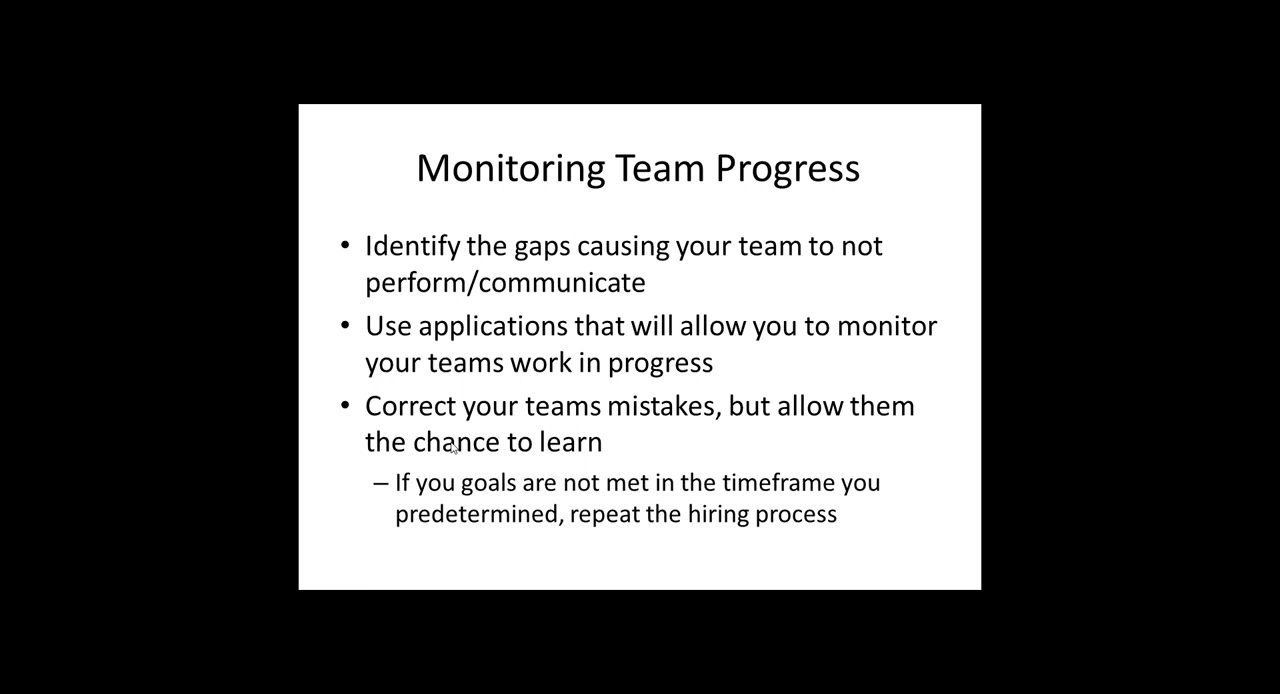 Monitoring Team Progress
• Identify the gaps causing your team to not
perform/communicate
• Use applications that will allow you to monitor
your teams work in progress
• Correct your teams mistakes, but allow them
the chance to learn
– If you goals are not met in the timeframe you
predetermined, repeat the hiring process